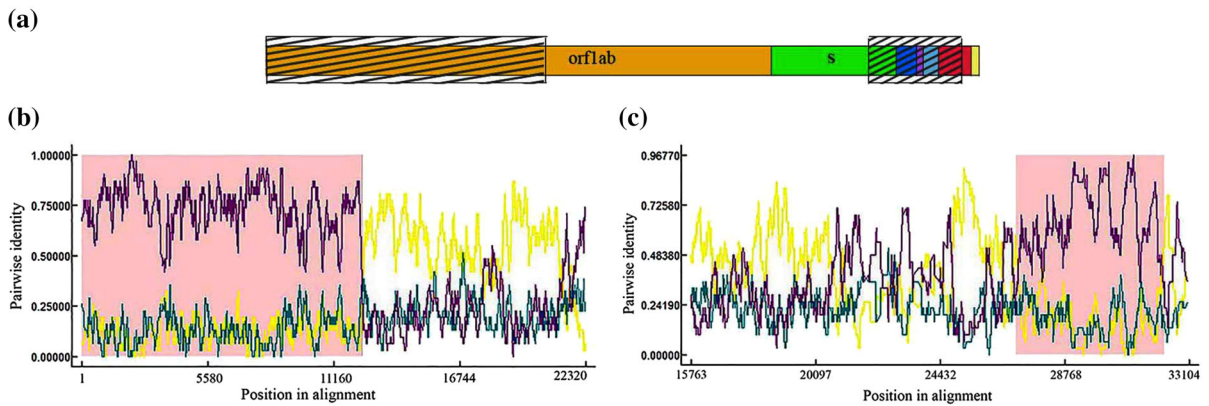 (a)
orf1ab
s
(b)
(c)
1.00000
0.75000
0.50000
0.25000
0.00000
Pairwise identity
1
5580
11160
16744
22320
Position in alignment
0.96770
0.72580
0.48380
0.24190
0.00000
Pairwise identity
15763
20097
24432
28768
33104
Position in alignment